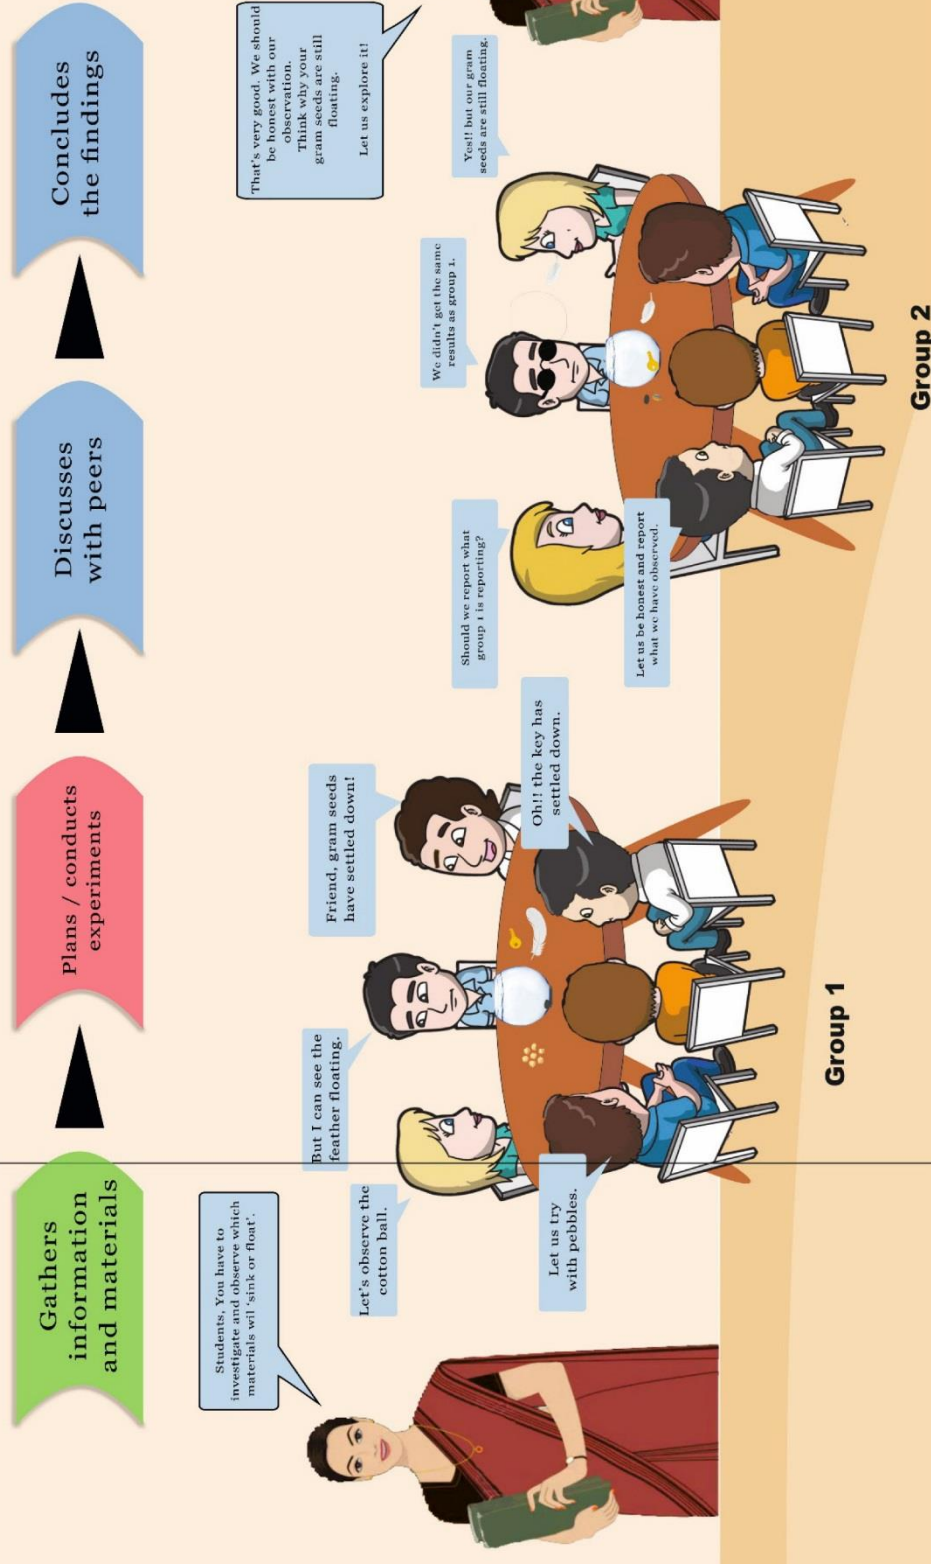 Gathers
information
and materials
Plans / conducts
experiments
Discusses
with peers
Concludes
the findings
Students, You have to
investigate and observe which
materials wil 'sink or float'.
Let's observe the
cotton ball.
Let us try
with pebbles.
But I can see the
feather floating.
Friend, gram seeds
have settled down!
Oh!! the key has
settled down.
Group 1
Should we report what
group 1 is reporting?
Let us be honest and report
what we have observed.
We didn't get the same
results as group 1.
Yes!! but our gram
seeds are still floating.
Group 2
That's very good. We should
be honest with our
observation.
Think why your
gram seeds are still
floating.
Let us explore it!